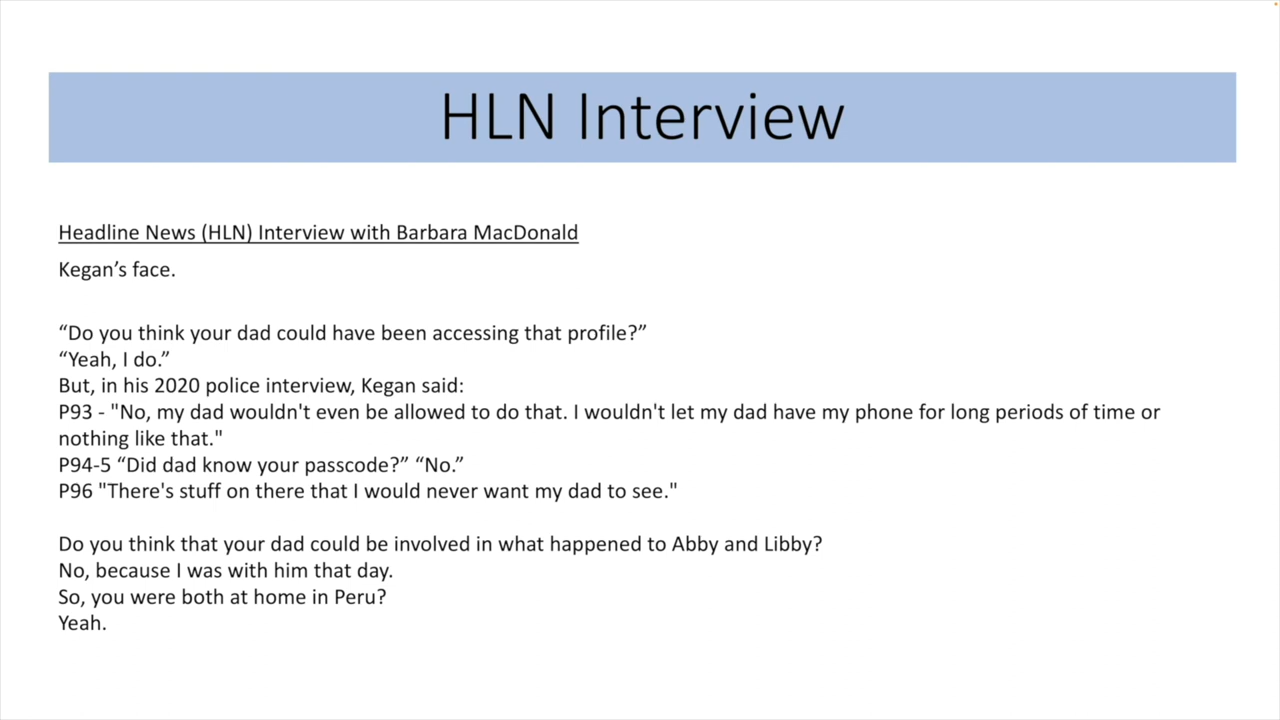 HLN Interview
Headline News (HLN) Interview with Barbara MacDonald
Kegan’s face.
“Do you think your dad could have been accessing that profile?”
“Yeah, I do.”
But, in his 2020 police interview, Kegan said:
P93 - "No, my dad wouldn't even be allowed to do that. I wouldn't let my dad have my phone for long periods of time or
nothing like that."
P94-5 “Did dad know your passcode?” “No.”
P96 "There's stuff on there that I would never want my dad to see."
Do you think that your dad could be involved in what happened to Abby and Libby?
No, because I was with him that day.
So, you were both at home in Peru?
Yeah.